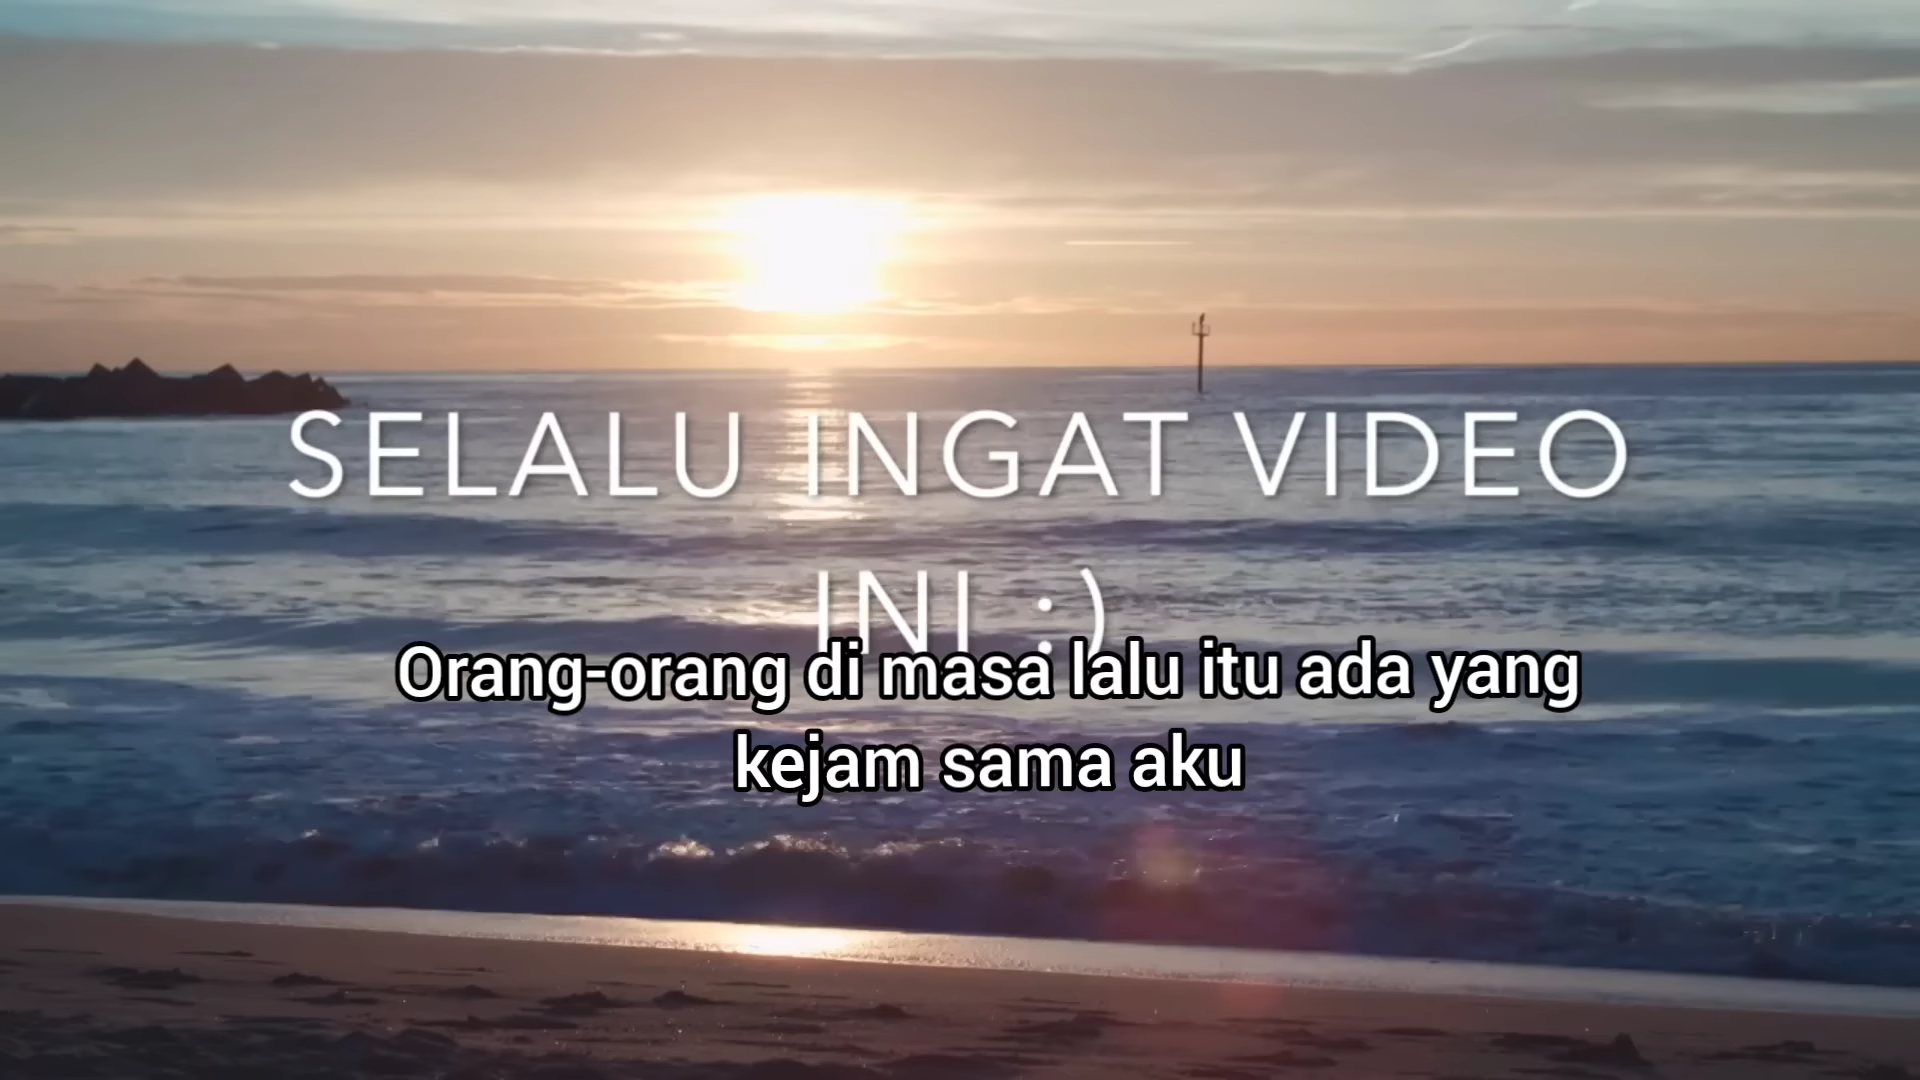 SELALU INGAT VIDEO
INI :)
Orang-orang di masa lalu itu ada yang
kejam sama aku